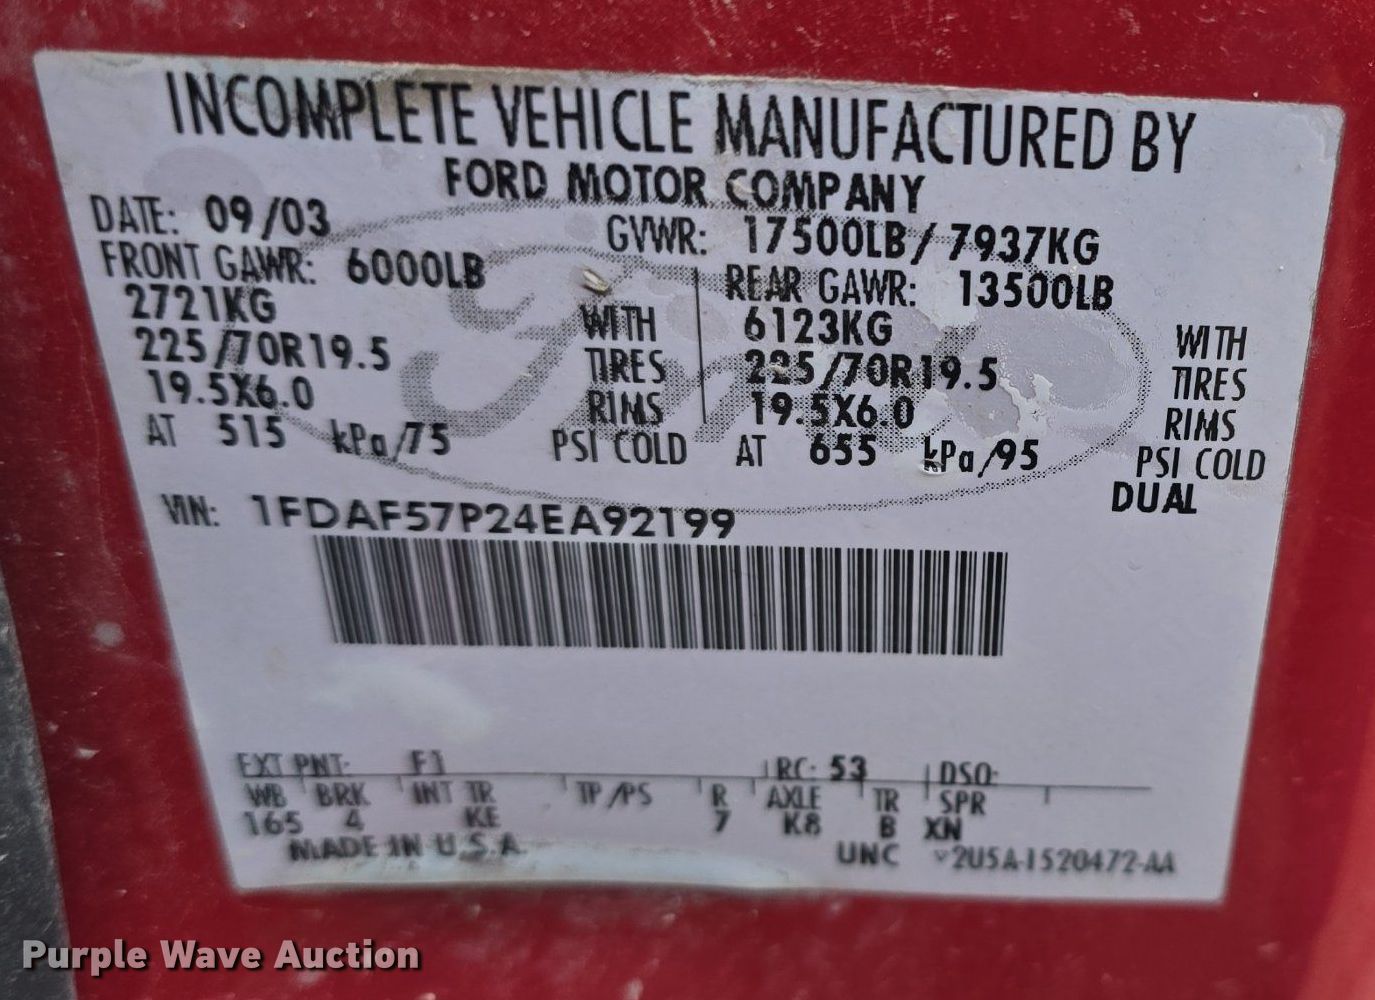 INCOMPLETE VEHICLE MANUFACTURED BY
FORD MOTOR COMPANY
DATE: 09/03 GVWR: 17500LB/ 7937KG
FRONT GAWR: 6000LB REAR GAWR: 13500LB
2721KG WITH 6123KG WITH
225/70R19.5 TIRES 225/70R19.5 TIRES
19.5X6.0 RIMS 19.5X6.0 RIMS
AT 515 kPa/75 PSI COLD AT 655 kPa/95 PSI COLD
DUAL
VIN: 1FDAF57P24EA92199
EXT PNT: F1 RC: 53 DSO:
WB BRK INT TR TP/PS R AXLE TR SPR
165 4 KE 7 K8 B XN
MADE IN U.S.A. UNC 2U5A-1520472-AA
Ford
Purple Wave Auction